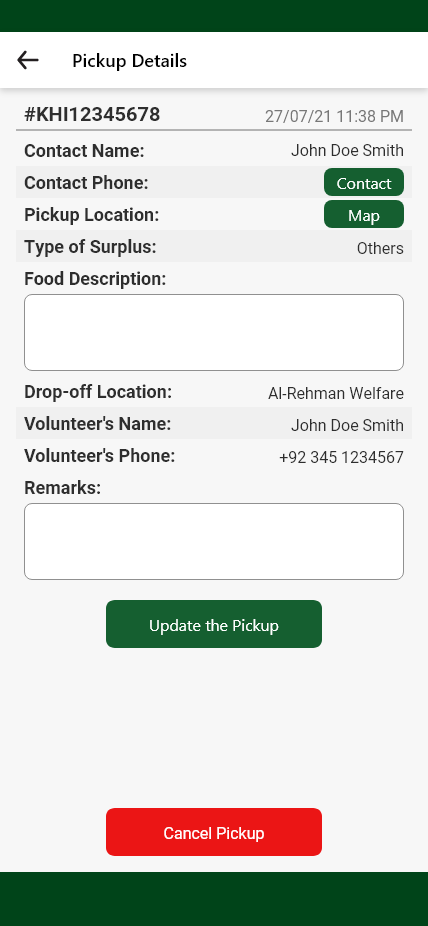 Pickup Details
#KHI12345678 27/07/21 11:38 PM
Contact Name: John Doe Smith
Contact Phone: Contact
Pickup Location: Map
Type of Surplus: Others
Food Description:
Drop-off Location: Al-Rehman Welfare
Volunteer's Name: John Doe Smith
Volunteer's Phone: +92 345 1234567
Remarks:
Update the Pickup
Cancel Pickup